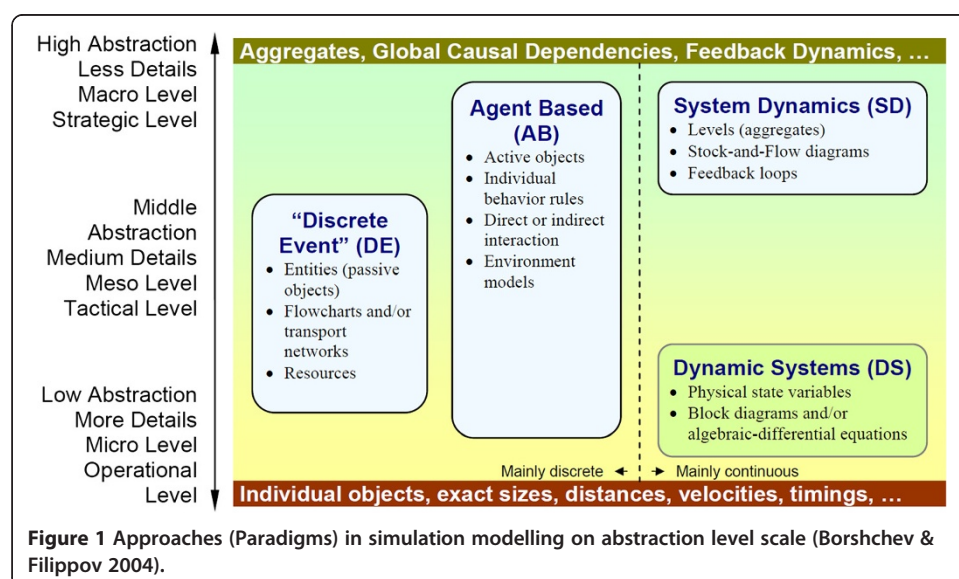 High Abstraction
Less Details
Macro Level
Strategic Level
Middle
Abstraction
Medium Details
Meso Level
Tactical Level
Low Abstraction
More Details
Micro Level
Operational
Level
Aggregates, Global Causal Dependencies, Feedback Dynamics, …
“Discrete
Event” (DE)
• Entities (passive
objects)
• Flowcharts and/or
transport
networks
• Resources
Agent Based
(AB)
• Active objects
• Individual
behavior rules
• Direct or indirect
interaction
• Environment
models
System Dynamics (SD)
• Levels (aggregates)
• Stock-and-Flow diagrams
• Feedback loops
Dynamic Systems (DS)
• Physical state variables
• Block diagrams and/or
algebraic-differential equations
Mainly discrete
Mainly continuous
Individual objects, exact sizes, distances, velocities, timings, …
Figure 1 Approaches (Paradigms) in simulation modelling on abstraction level scale (Borshchev &
Filippov 2004).